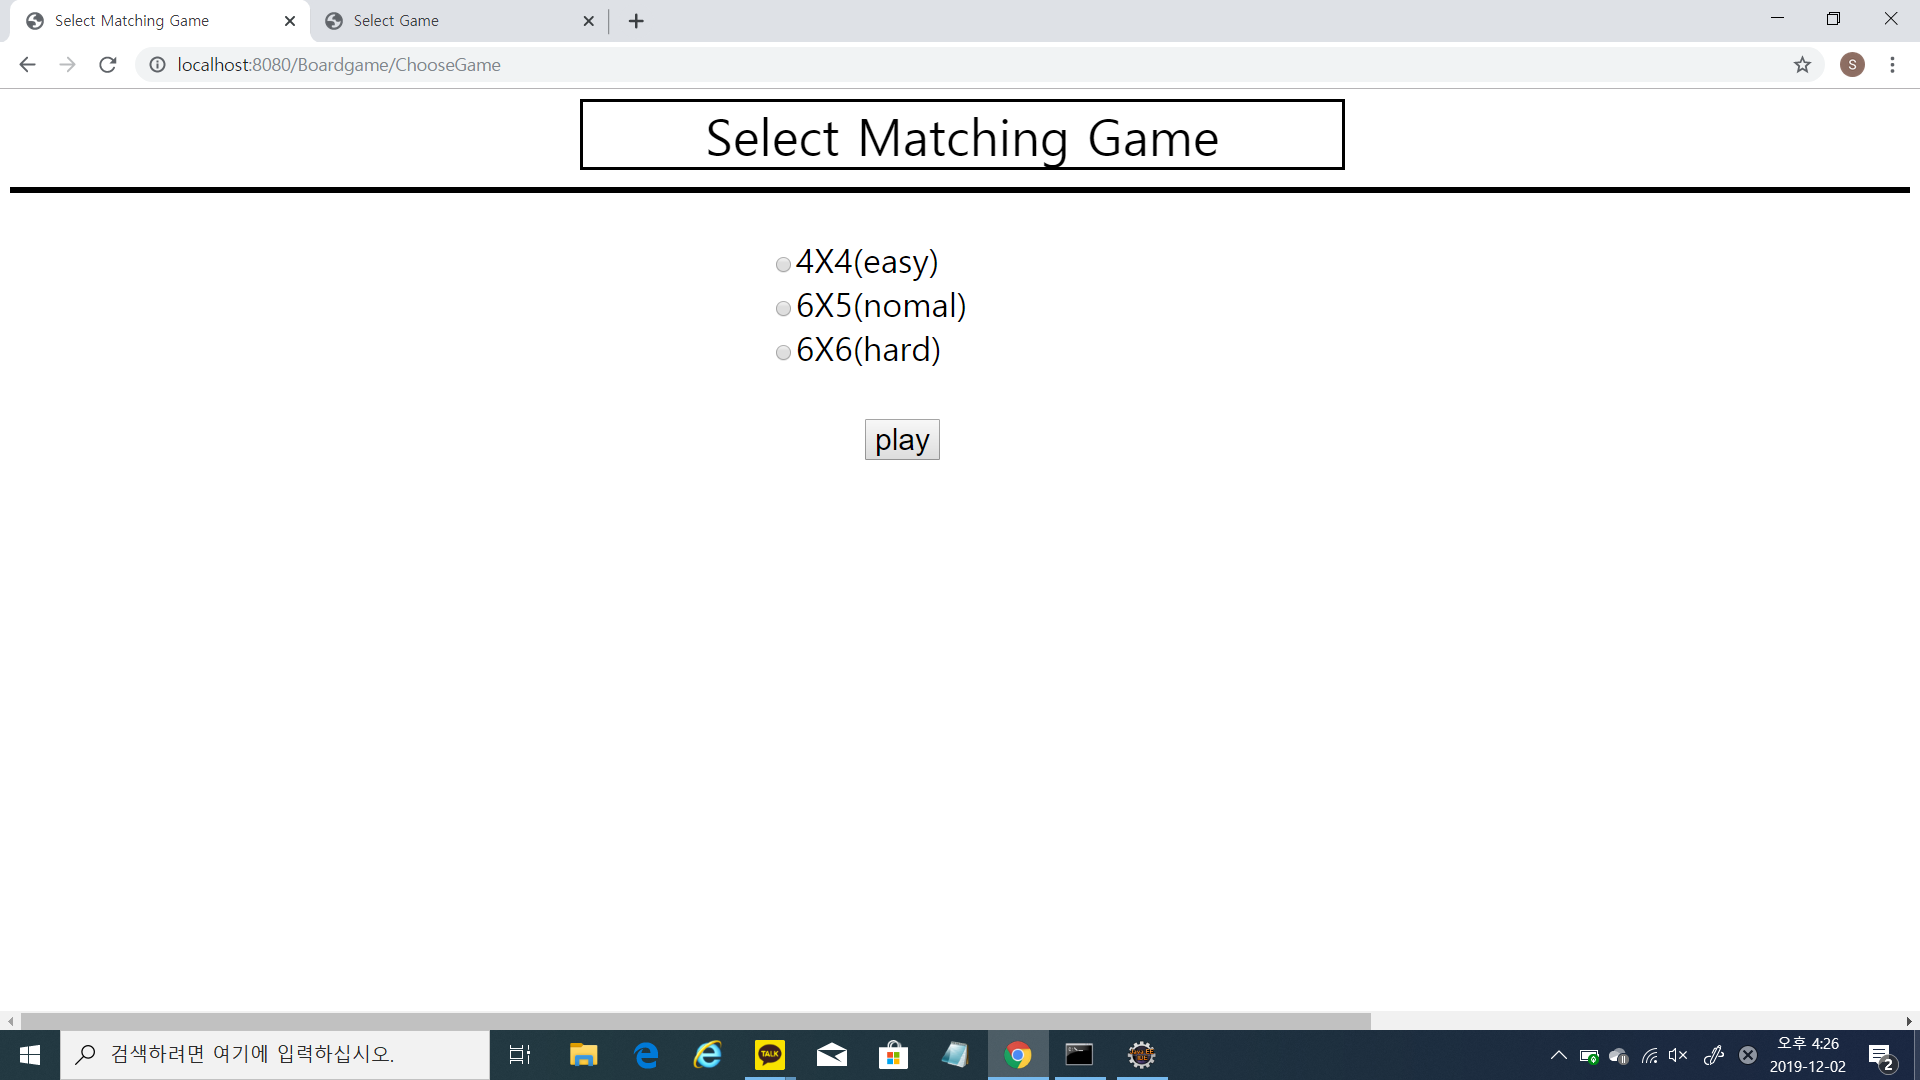 Select Matching Game
Select Game
localhost:8080/Boardgame/ChooseGame
S
Select Matching Game
4X4(easy)
6X5(nomal)
6X6(hard)
play
검색하려면 여기에 입력하십시오.
TALK
오후 4:26
2019-12-02
2